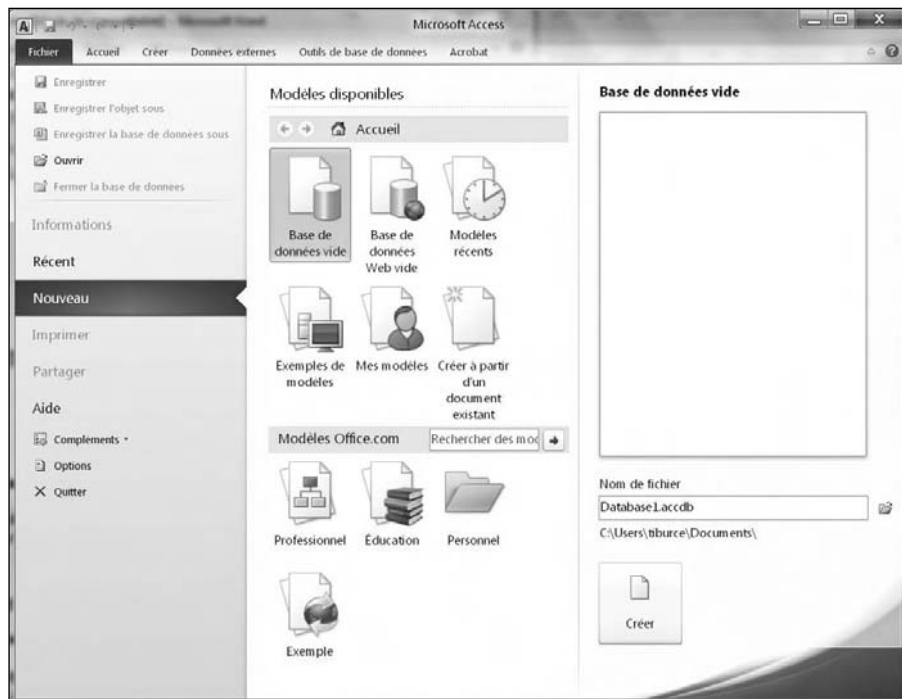 Microsoft Access
Fichier Accueil Créer Données externes Outils de base de données Acrobat
Enregistrer
Enregistrer l'objet sous
Enregistrer la base de données sous
Ouvrir
Fermer la base de données
Informations
Récent
Nouveau
Imprimer
Partager
Aide
Complements
Options
Quitter
Modèles disponibles
Accueil
Base de
données vide
Base de
données
Web vide
Modèles
récents
Exemples de
modèles
Mes modèles
Créer à partir
d'un
document
existant
Modèles Office.com
Rechercher des moc
Professionnel
Éducation
Personnel
Exemple
Base de données vide
Nom de fichier
Database1.accdb
C:\Users\tiburce\Documents\
Créer